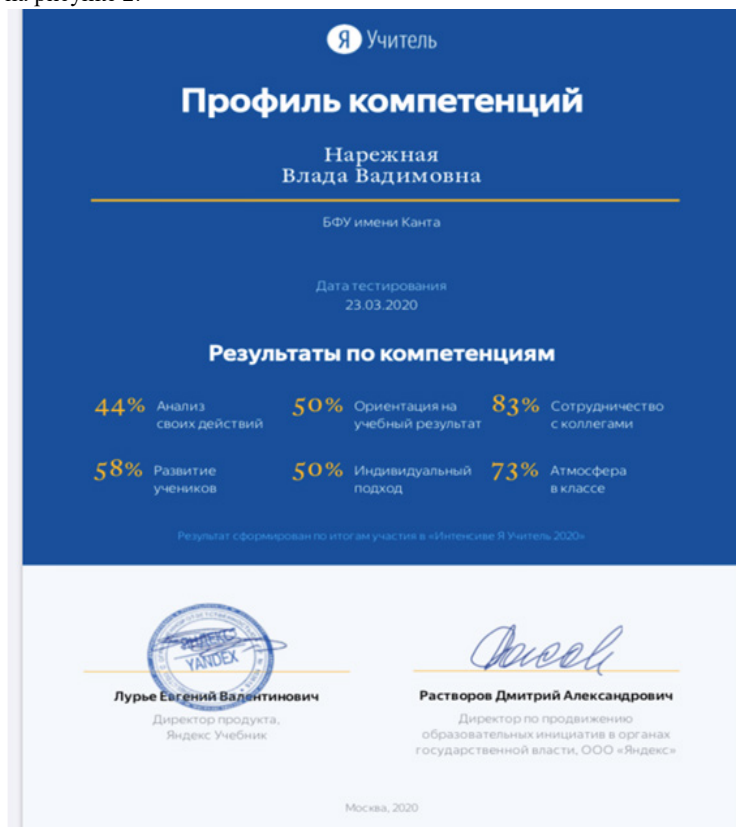 на рисунке 2.
Я Учитель
Профиль компетенций
Нарежная
Влада Вадимовна
БФУ имени Канта
Дата тестирования
23.03.2020
Результаты по компетенциям
44% Анализ
своих действий
50% Ориентация на
учебный результат
83% Сотрудничество
с коллегами
58% Развитие
учеников
50% Индивидуальный
подход
73% Атмосфера
в классе
Результат сформирован по итогам участия в «Интенсиве Я Учитель 2020»
ЯНДЕКС
YANDEX
Лурье Евгений Валентинович
Директор продукта,
Яндекс Учебник
Растворов Дмитрий Александрович
Директор по продвижению
образовательных инициатив в органах
государственной власти, ООО «Яндекс»
Москва, 2020